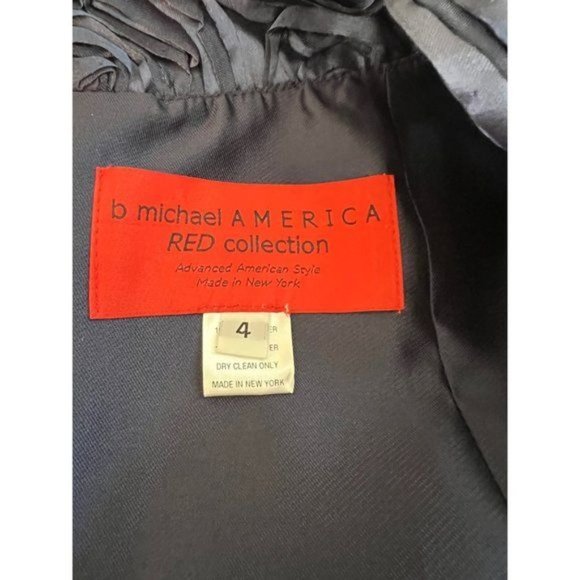 b michael AMERICA
RED collection
Advanced American Style
Made in New York
4
DRY CLEAN ONLY
MADE IN NEW YORK